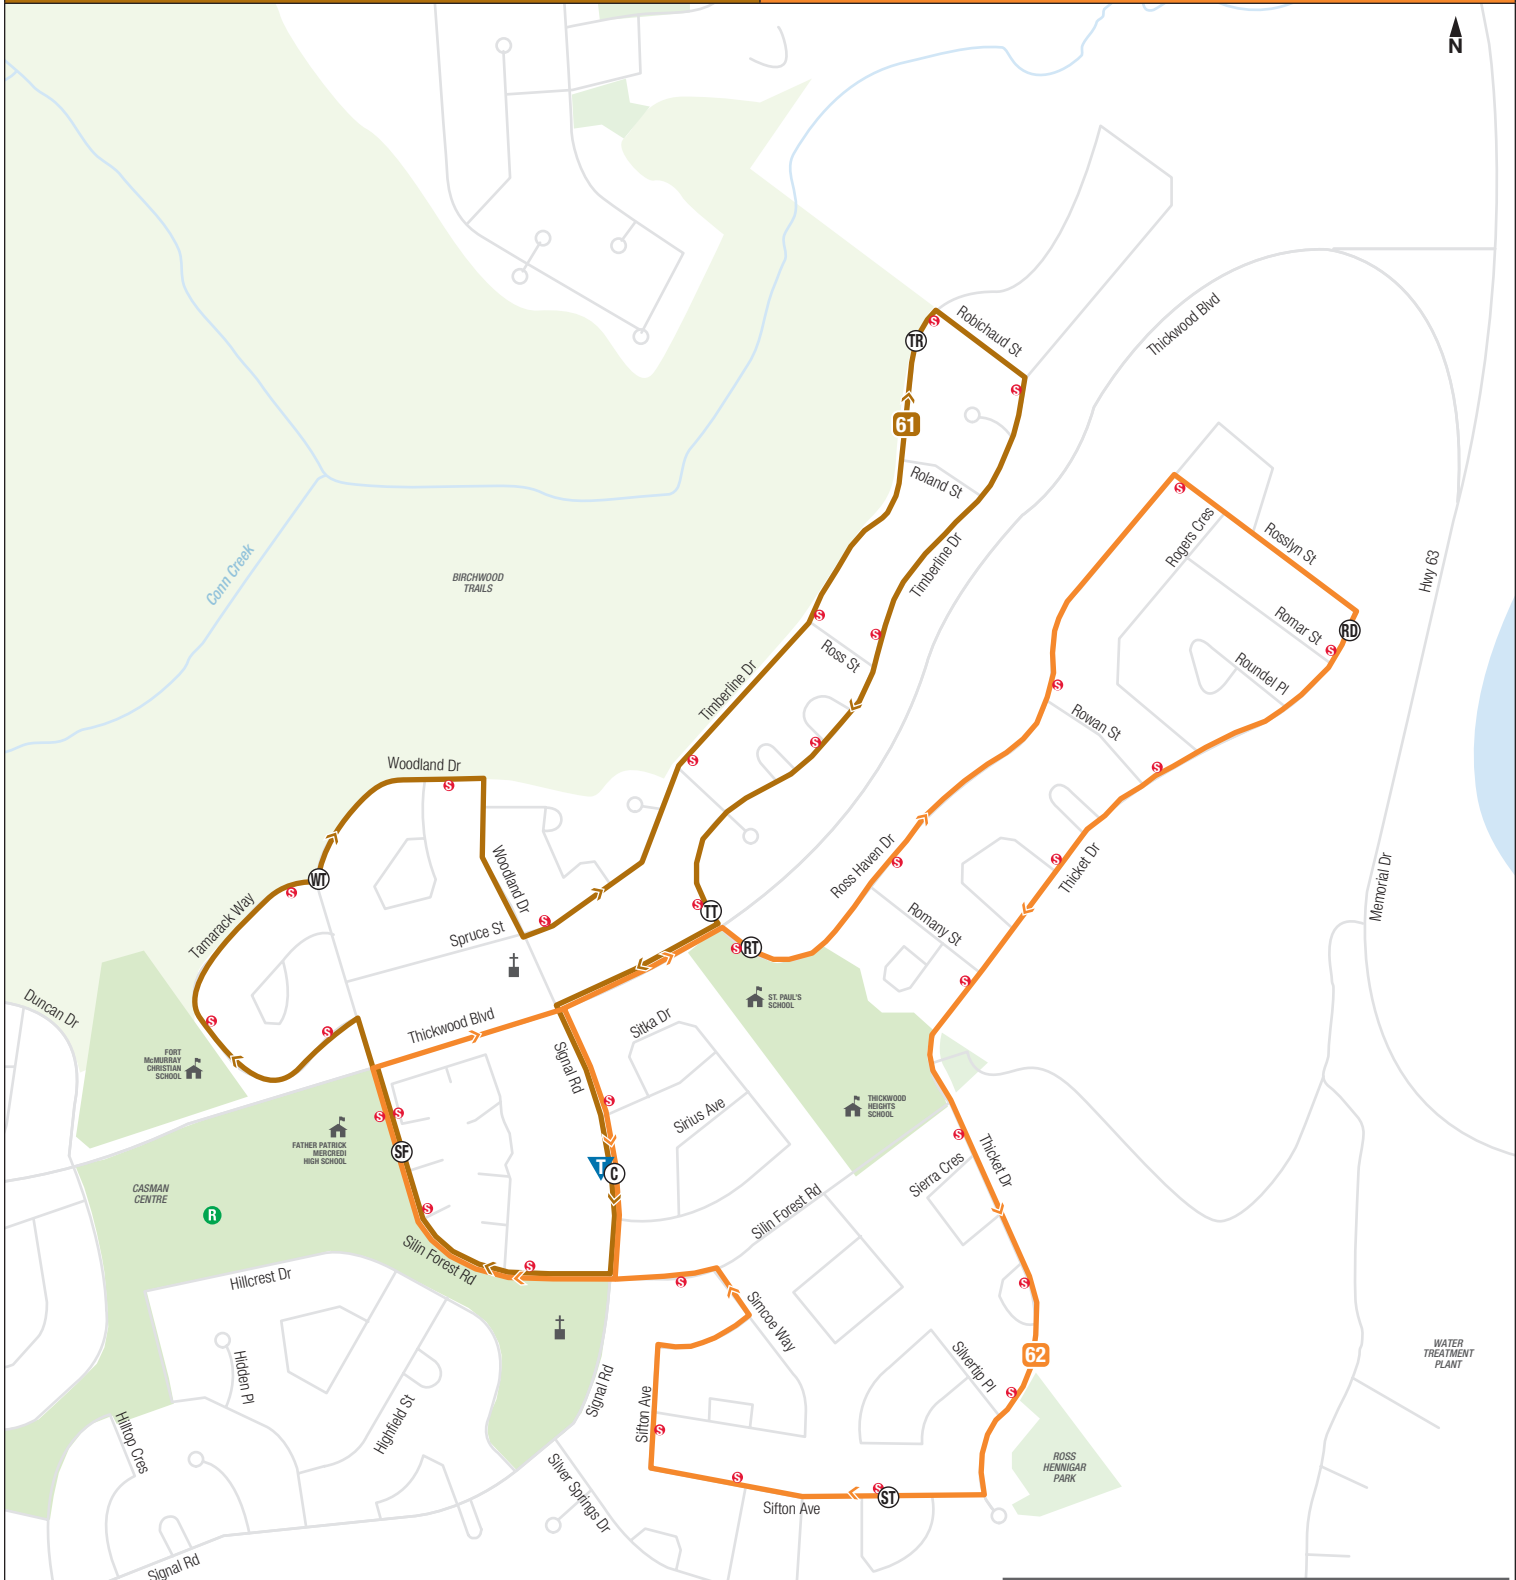 N
Robichaud St
Thickwood Blvd
TR
S
S
61
Roland St
S
Rogers Cres
Rosslyn St
Timberline Dr
Hwy 63
Conn Creek
BIRCHWOOD
TRAILS
S
S
Ross St
Romar St
RD
S
Roundel Pl
Timberline Dr
S
Rowan St
S
S
S
Woodland Dr
S
Woodland Dr
Ross Haven Dr
S
S
Thicket Dr
Memorial Dr
WT
S
Tamarack Way
S
Spruce St
S
TT
S
RT
Romany St
S
Duncan Dr
S
S
Thickwood Blvd
Sitka Dr
ST. PAUL'S
SCHOOL
FORT
McMURRAY
CHRISTIAN
SCHOOL
Signal Rd
S
Sirius Ave
THICKWOOD
HEIGHTS
SCHOOL
S
S
FATHER PATRICK
MERCREDI
HIGH SCHOOL
SF
S
Thicket Dr
Sierra Cres
T
C
CASMAN
CENTRE
R
S
Silin Forest Rd
Silin Forest Rd
S
S
S
Hillcrest Dr
Simcoe Way
62
WATER
TREATMENT
PLANT
Hidden Pl
Silvertip Pl
S
Signal Rd
Sifton Ave
S
Highfield St
Hilltop Cres
ROSS
HENNIGAR
PARK
S
S
ST
Sifton Ave
Silver Springs Dr
Signal Rd